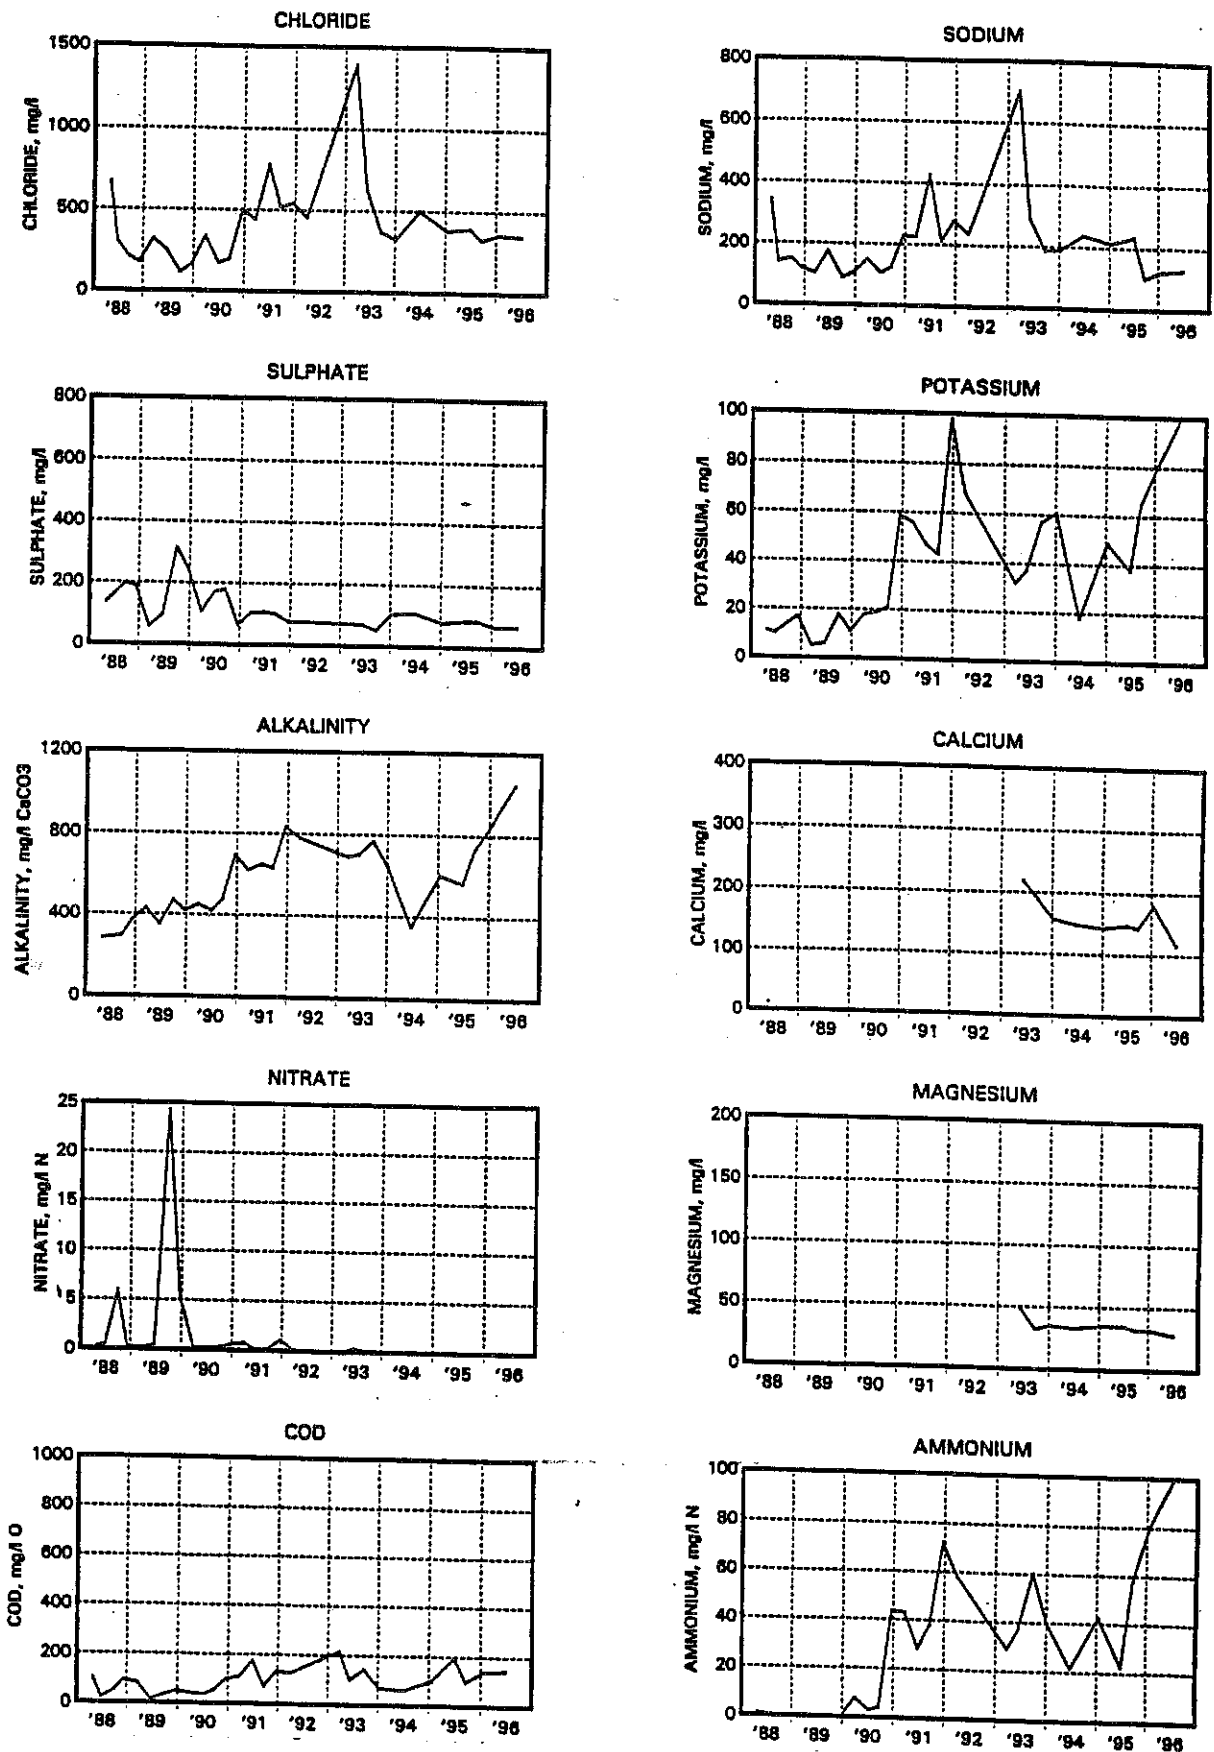 CHLORIDE
CHLORIDE, mg/l
1500
1000
500
0
'88 '89 '90 '91 '92 '93 '94 '95 '96
SODIUM
SODIUM, mg/l
800
600
400
200
0
'88 '89 '90 '91 '92 '93 '94 '95 '96
SULPHATE
SULPHATE, mg/l
800
600
400
200
0
'88 '89 '90 '91 '92 '93 '94 '95 '96
POTASSIUM
POTASSIUM, mg/l
100
80
60
40
20
0
'88 '89 '90 '91 '92 '93 '94 '95 '96
ALKALINITY
ALKALINITY, mg/l CaCO3
1200
800
400
0
'88 '89 '90 '91 '92 '93 '94 '95 '96
CALCIUM
CALCIUM, mg/l
400
300
200
100
0
'88 '89 '90 '91 '92 '93 '94 '95 '96
NITRATE
NITRATE, mg/l N
25
20
15
10
5
0
'88 '89 '90 '91 '92 '93 '94 '95 '96
MAGNESIUM
MAGNESIUM, mg/l
200
150
100
50
0
'88 '89 '90 '91 '92 '93 '94 '95 '96
COD
COD, mg/l O
1000
800
600
400
200
0
'88 '89 '90 '91 '92 '93 '94 '95 '96
AMMONIUM
AMMONIUM, mg/l N
100
80
60
40
20
0
'88 '89 '90 '91 '92 '93 '94 '95 '96